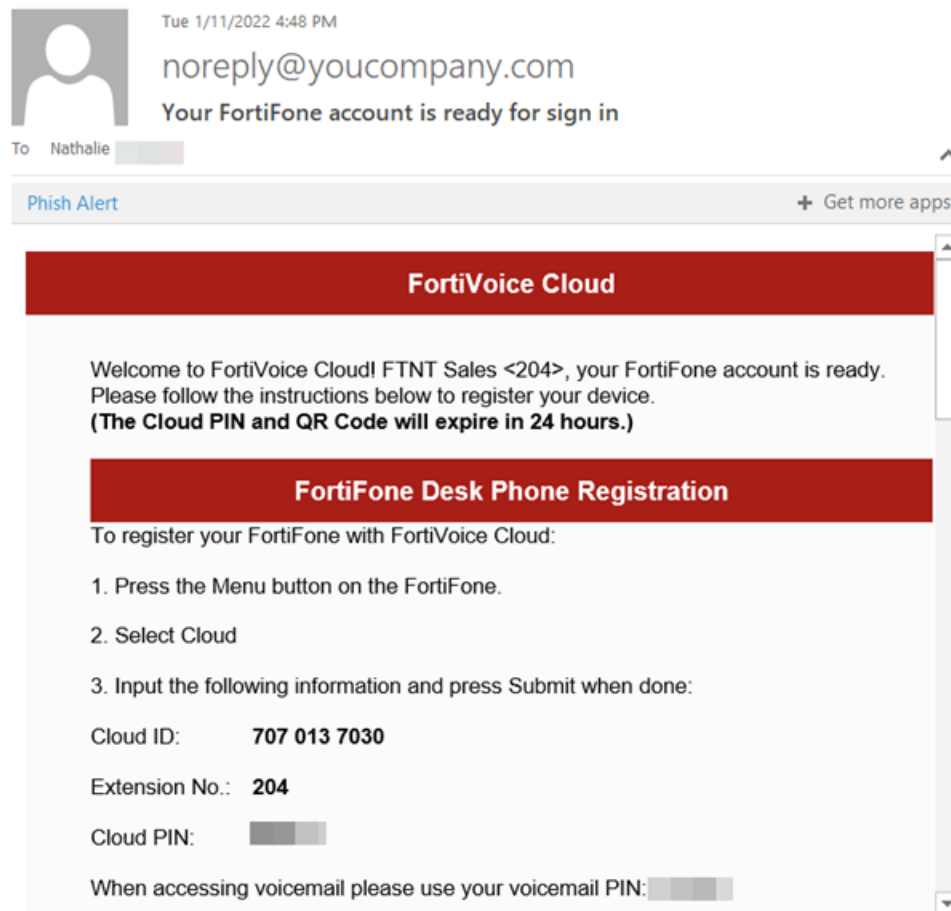 Tue 1/11/2022 4:48 PM
noreply@youcompany.com
Your FortiFone account is ready for sign in
To Nathalie
Phish Alert
+ Get more apps
FortiVoice Cloud
Welcome to FortiVoice Cloud! FTNT Sales <204>, your FortiFone account is ready.
Please follow the instructions below to register your device.
(The Cloud PIN and QR Code will expire in 24 hours.)
FortiFone Desk Phone Registration
To register your FortiFone with FortiVoice Cloud:
1. Press the Menu button on the FortiFone.
2. Select Cloud
3. Input the following information and press Submit when done:
Cloud ID: 707 013 7030
Extension No.: 204
Cloud PIN:
When accessing voicemail please use your voicemail PIN: